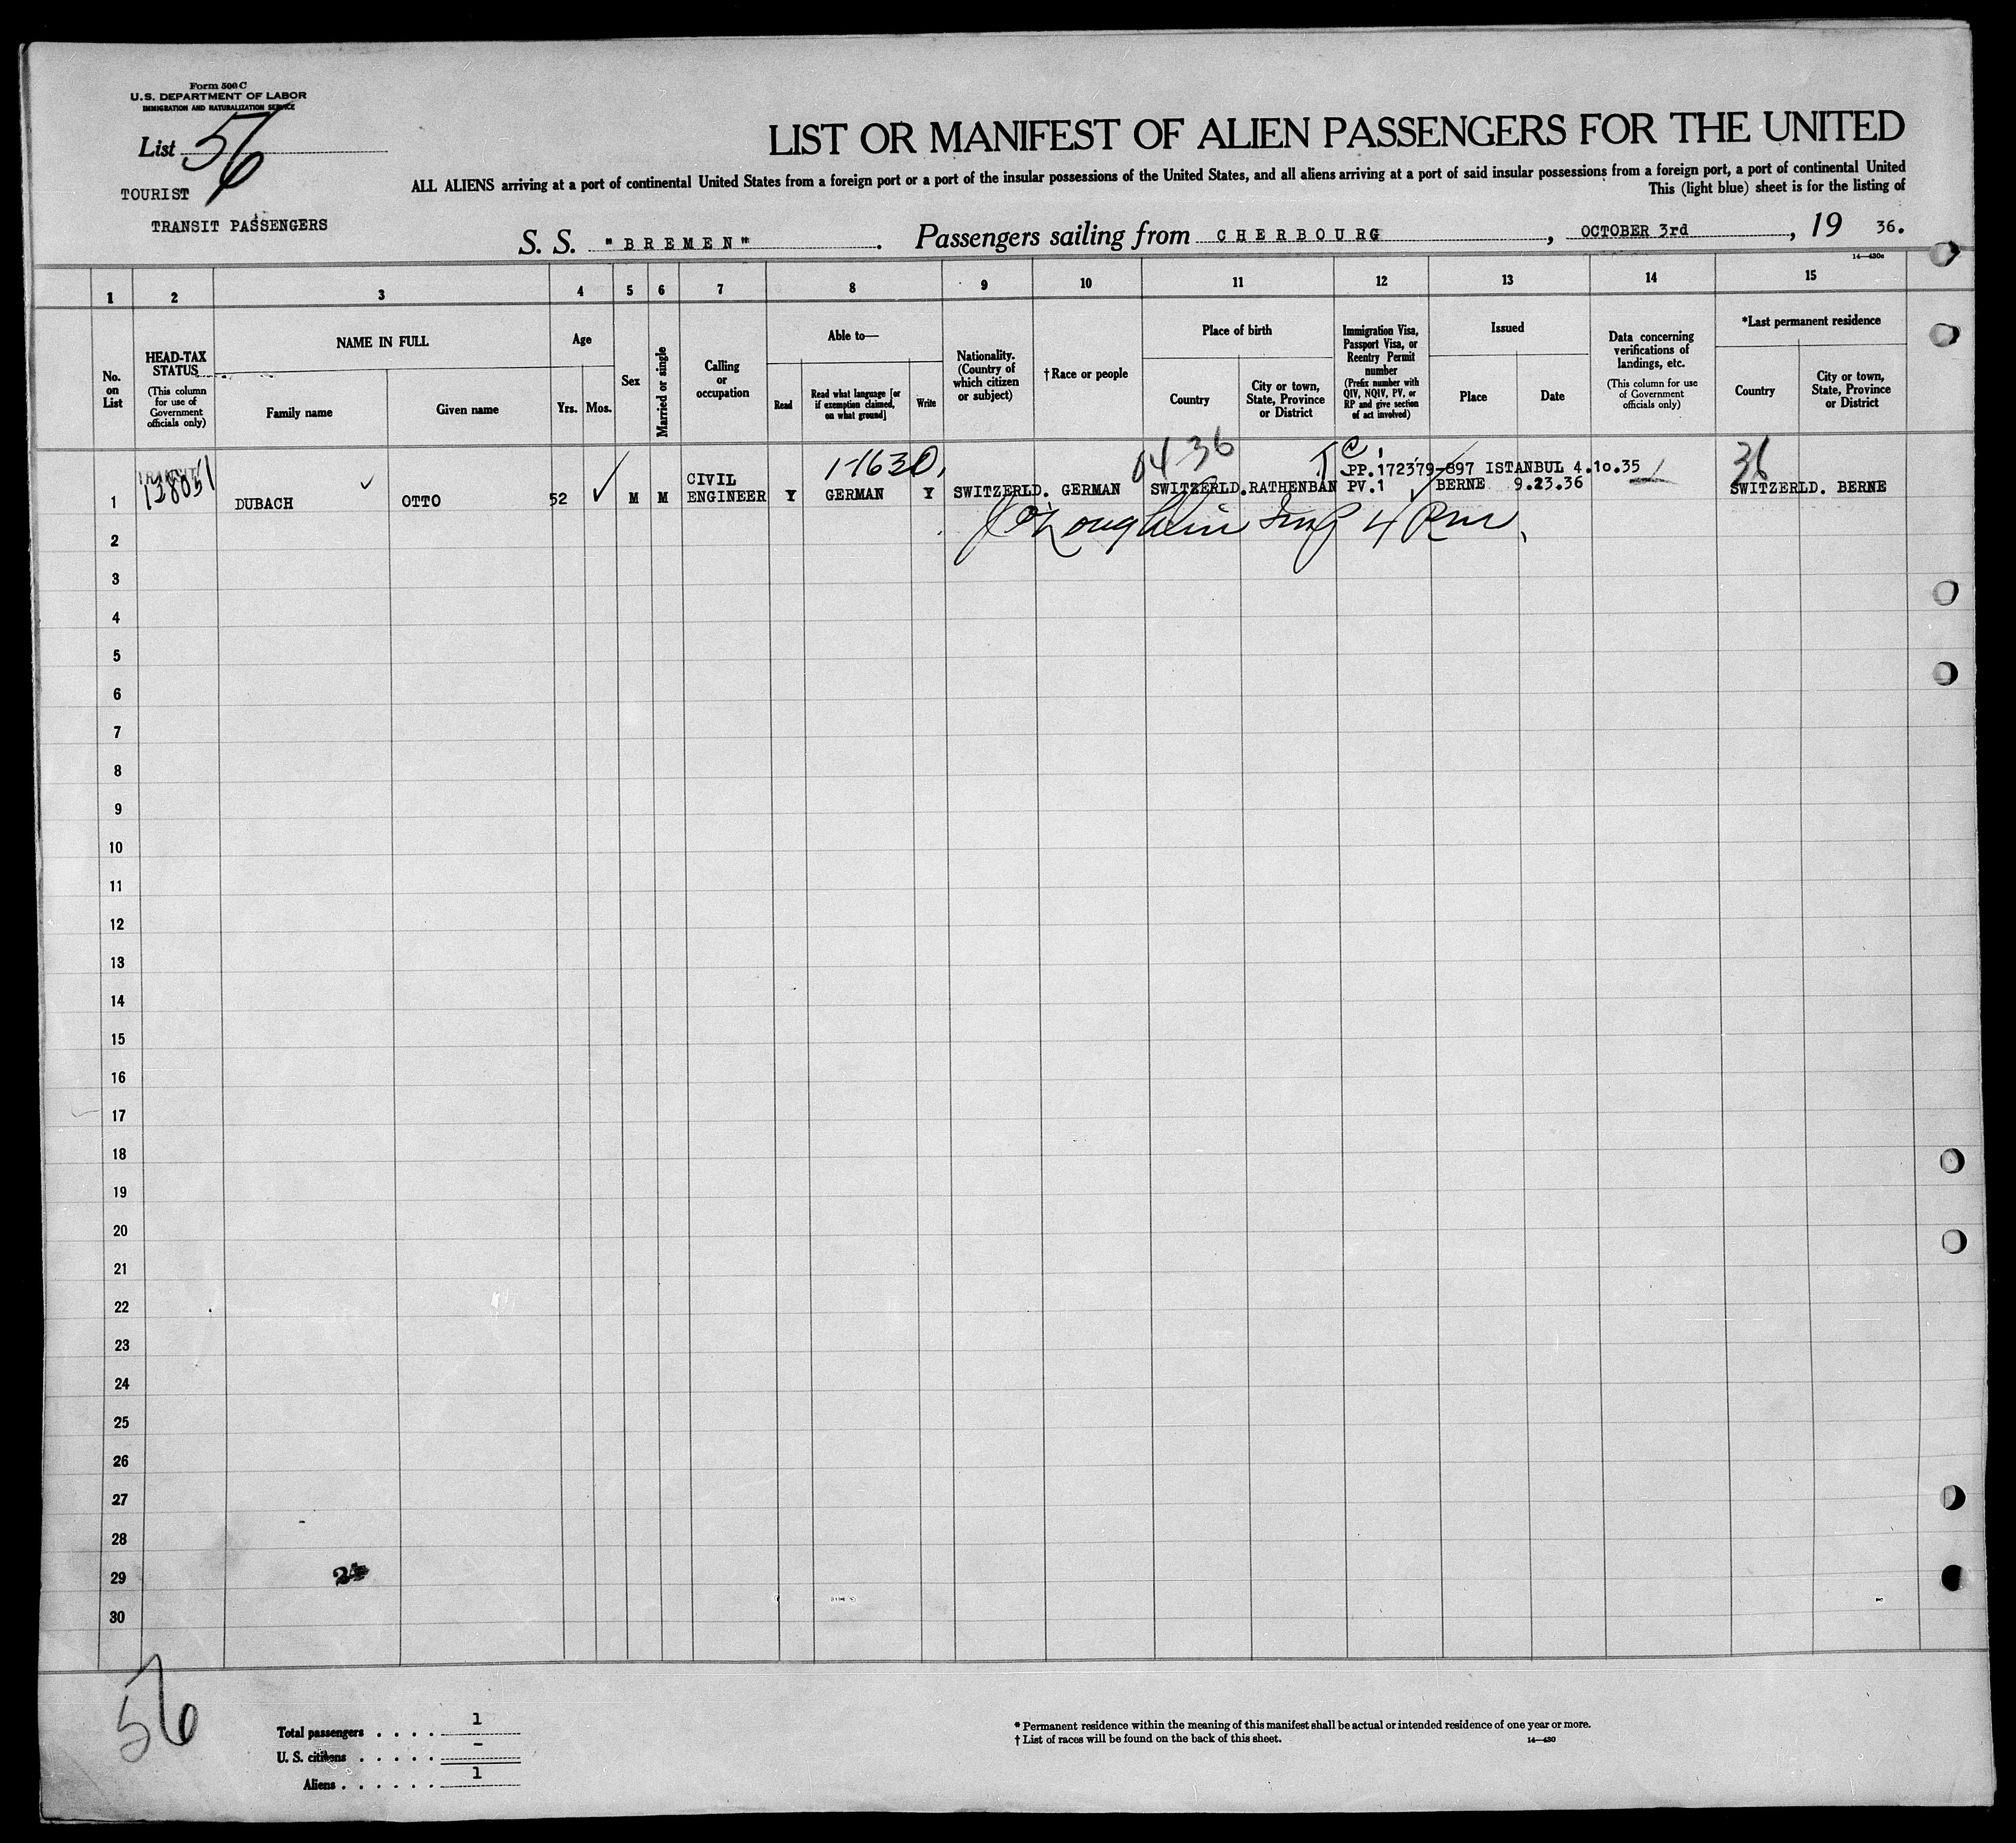 Form 500 C
U.S. DEPARTMENT OF LABOR
IMMIGRATION AND NATURALIZATION SERVICE
List 56
TOURIST
TRANSIT PASSENGERS
LIST OR MANIFEST OF ALIEN PASSENGERS FOR THE UNITED
ALL ALIENS arriving at a port of continental United States from a foreign port or a port of the insular possessions of the United States, and all aliens arriving at a port of said insular possessions from a foreign port, a port of continental United
This (light blue) sheet is for the listing of
S. S. "BREMEN". Passengers sailing from CHERBOURG, OCTOBER 3rd, 19 36.
1 2 3 4 5 6 7 8 9 10 11 12 13 14 15
No. on List
HEAD-TAX STATUS
(This column for use of Government officials only)
NAME IN FULL
Family name
Given name
Age
Yrs. Mos.
Sex
Married or single
Calling or occupation
Able to—
Read
Read what language [or if exemption claimed, on what ground]
Write
Nationality. (Country of which citizen or subject)
† Race or people
Place of birth
Country
City or town, State, Province or District
Immigration Visa, Passport Visa, or Reentry Permit number
(Prefix number with QIV, NQIV, PV, or RP and give section of act involved)
Issued
Place
Date
Data concerning verifications of landings, etc.
(This column for use of Government officials only)
*Last permanent residence
Country
City or town, State, Province or District
TRANSIT 04-36 36
CIVIL PP.172379-897 ISTANBUL 4.10.35
1 DUBACH OTTO 52 M M ENGINEER Y GERMAN Y SWITZERLD. GERMAN SWITZERLD. RATHENBAN PV.1 BERNE 9.23.36 SWITZERLD. BERNE
2
3
4
5
6
7
8
9
10
11
12
13
14
15
16
17
18
19
20
21
22
23
24
25
26
27
28
29
30
56
Total passengers . . . . 1
U. S. citizens . . . . . -
Aliens . . . . . . 1
* Permanent residence within the meaning of this manifest shall be actual or intended residence of one year or more.
† List of races will be found on the back of this sheet.
14—430